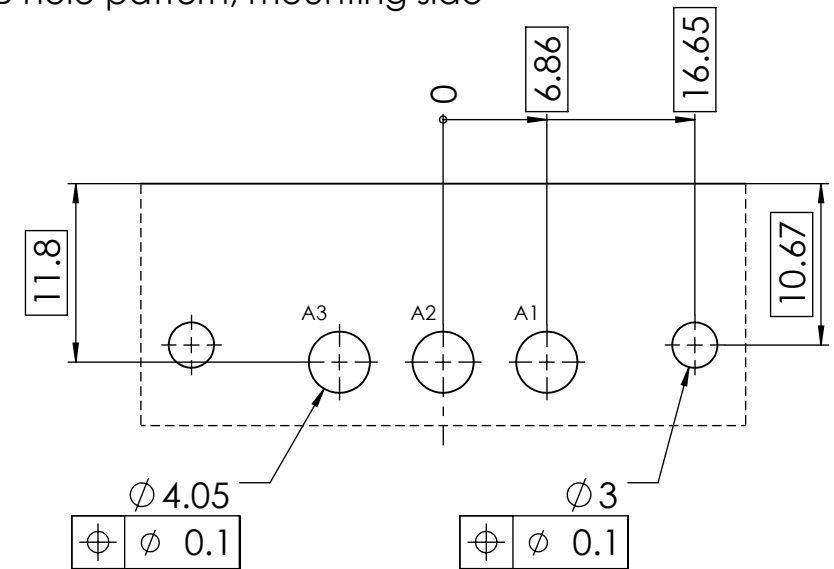 hole pattern, mounting side
0
6.86
16.65
11.8
10.67
A3
A2
A1
⌀ 4.05
⌖ ⌀ 0.1
⌀ 3
⌖ ⌀ 0.1